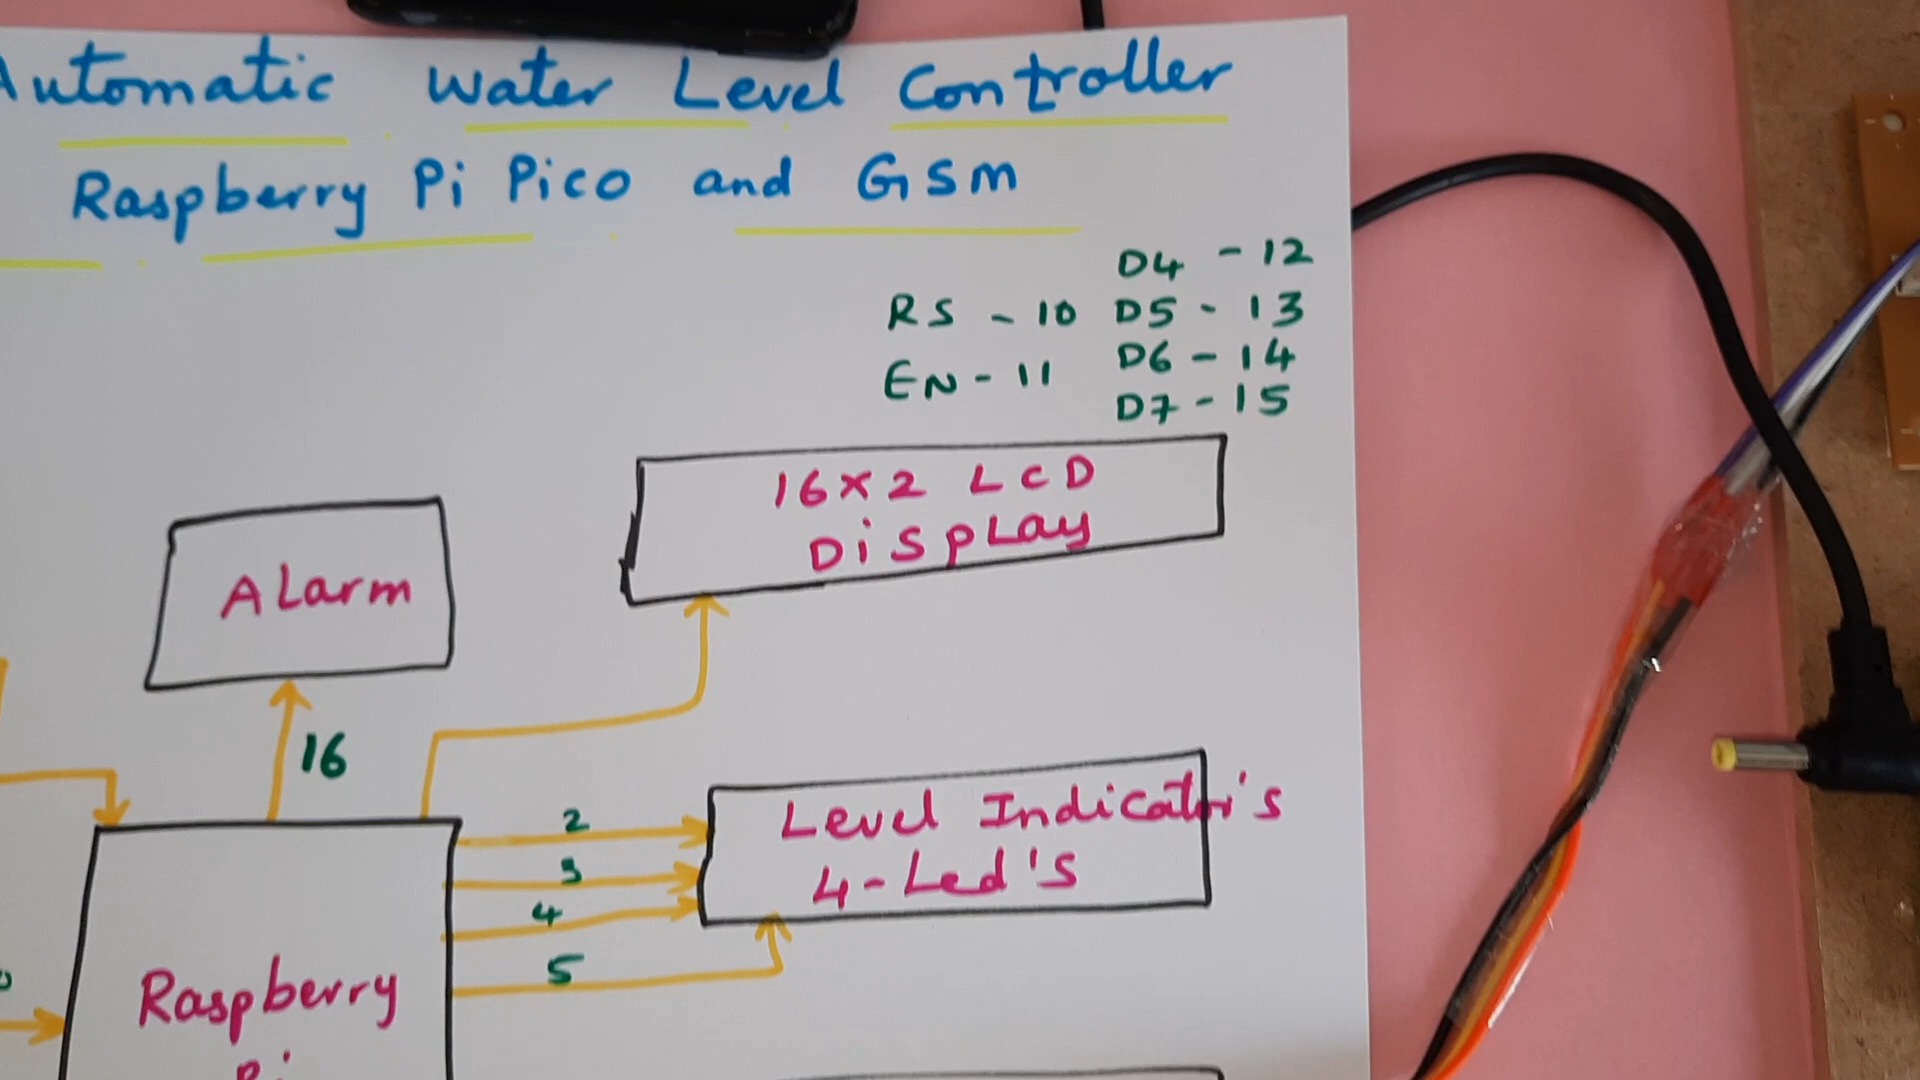 Automatic Water Level Controller
Raspberry Pi Pico and GSM
D4 - 12
RS - 10 D5 - 13
D6 - 14
EN - 11
D7 - 15
16x2 LCD
Display
Alarm
16
2
3
4
5
Level Indicator's
4-Led's
Raspberry
Pi